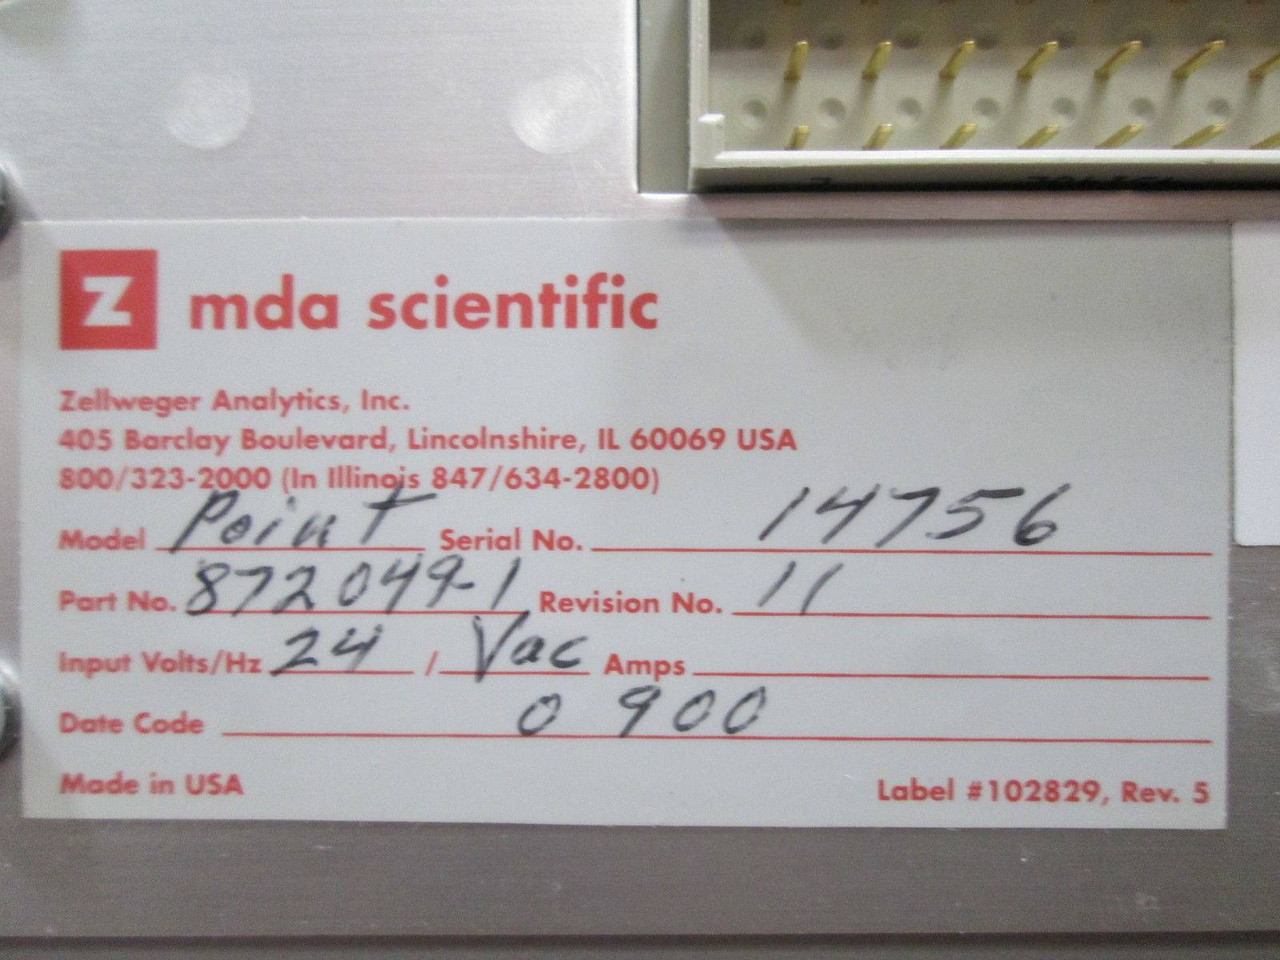 Z mda scientific
Zellweger Analytics, Inc.
405 Barclay Boulevard, Lincolnshire, IL 60069 USA
800/323-2000 (In Illinois 847/634-2800)
Model Point Serial No. 14756
Part No. 872049-1 Revision No. 11
Input Volts/Hz 24 / Vac Amps
Date Code 0 900
Made in USA Label #102829, Rev. 5